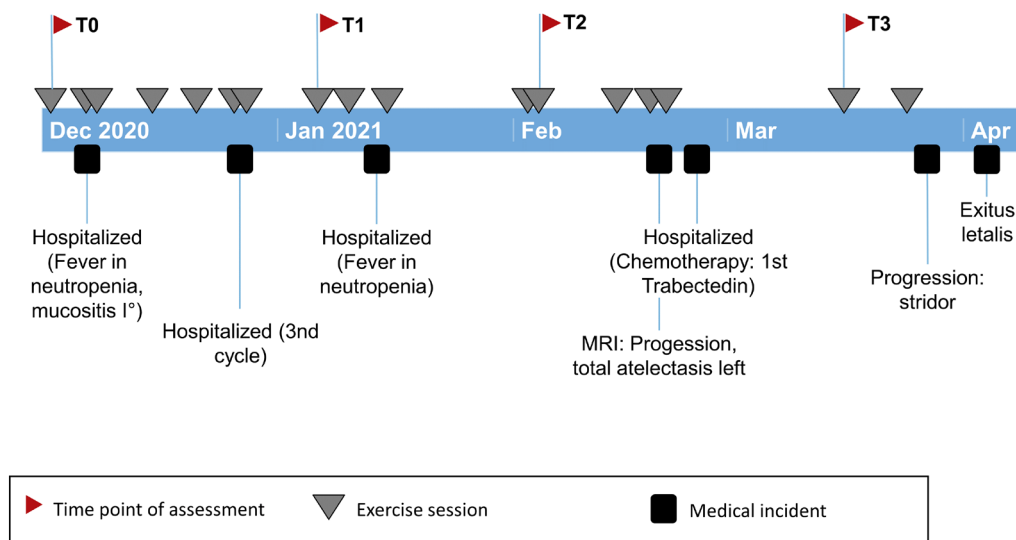 T0
T1
T2
T3
Dec 2020
Jan 2021
Feb
Mar
Apr
Hospitalized
(Fever in
neutropenia,
mucositis I°)
Hospitalized (3nd
cycle)
Hospitalized
(Fever in
neutropenia)
Hospitalized
(Chemotherapy: 1st
Trabectedin)
MRI: Progession,
total atelectasis left
Progression:
stridor
Exitus
letalis
Time point of assessment
Exercise session
Medical incident